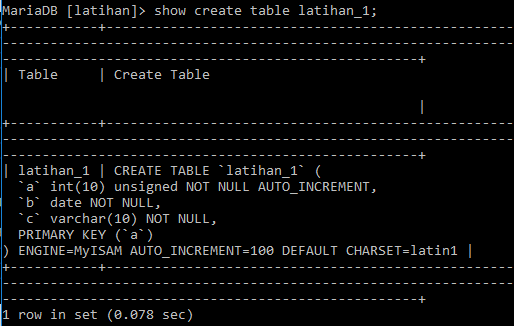 MariaDB [latihan]> show create table latihan_1;
+-----------+---------------------------------------------------
----------------------------------------------------------------
----------------------------------------------------+
| Table     | Create Table
|
+-----------+---------------------------------------------------
----------------------------------------------------------------
----------------------------------------------------+
| latihan_1 | CREATE TABLE `latihan_1` (
  `a` int(10) unsigned NOT NULL AUTO_INCREMENT,
  `b` date NOT NULL,
  `c` varchar(10) NOT NULL,
  PRIMARY KEY (`a`)
) ENGINE=MyISAM AUTO_INCREMENT=100 DEFAULT CHARSET=latin1 |
+-----------+---------------------------------------------------
----------------------------------------------------------------
----------------------------------------------------+
1 row in set (0.078 sec)